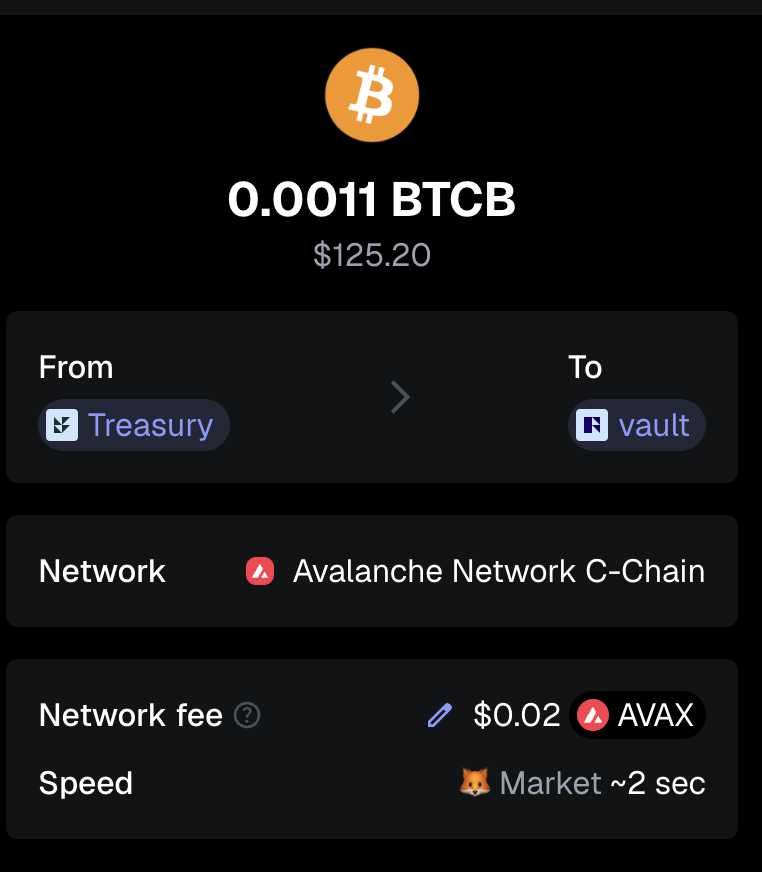 0.0011 BTCB
$125.20
From
To
Treasury
vault
Network
Avalanche Network C-Chain
Network fee ? $0.02 AVAX
Speed
Market ~2 sec